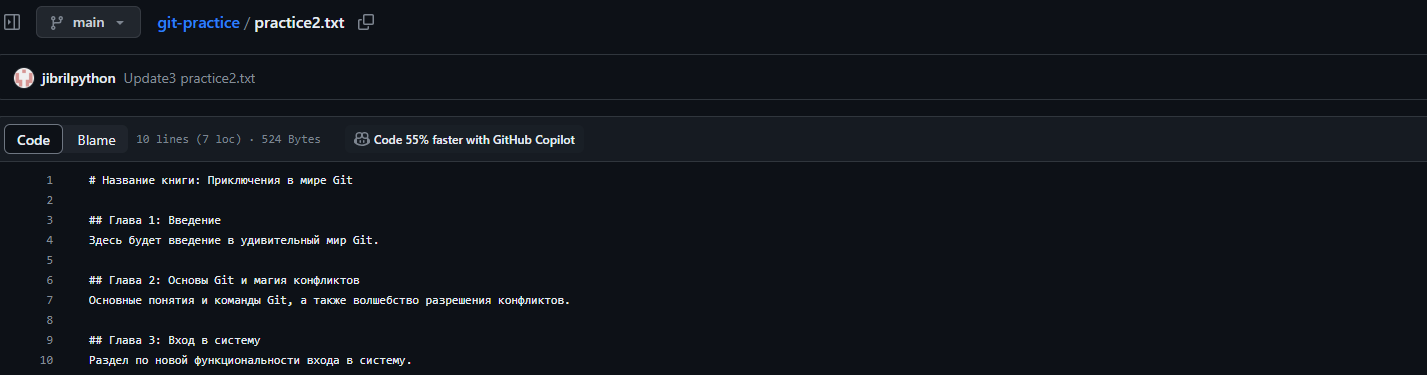 main
git-practice / practice2.txt
jibrilpython Update3 practice2.txt
Code Blame 10 lines (7 loc) · 524 Bytes Code 55% faster with GitHub Copilot
1 # Название книги: Приключения в мире Git
2
3 ## Глава 1: Введение
4 Здесь будет введение в удивительный мир Git.
5
6 ## Глава 2: Основы Git и магия конфликтов
7 Основные понятия и команды Git, а также волшебство разрешения конфликтов.
8
9 ## Глава 3: Вход в систему
10 Раздел по новой функциональности входа в систему.